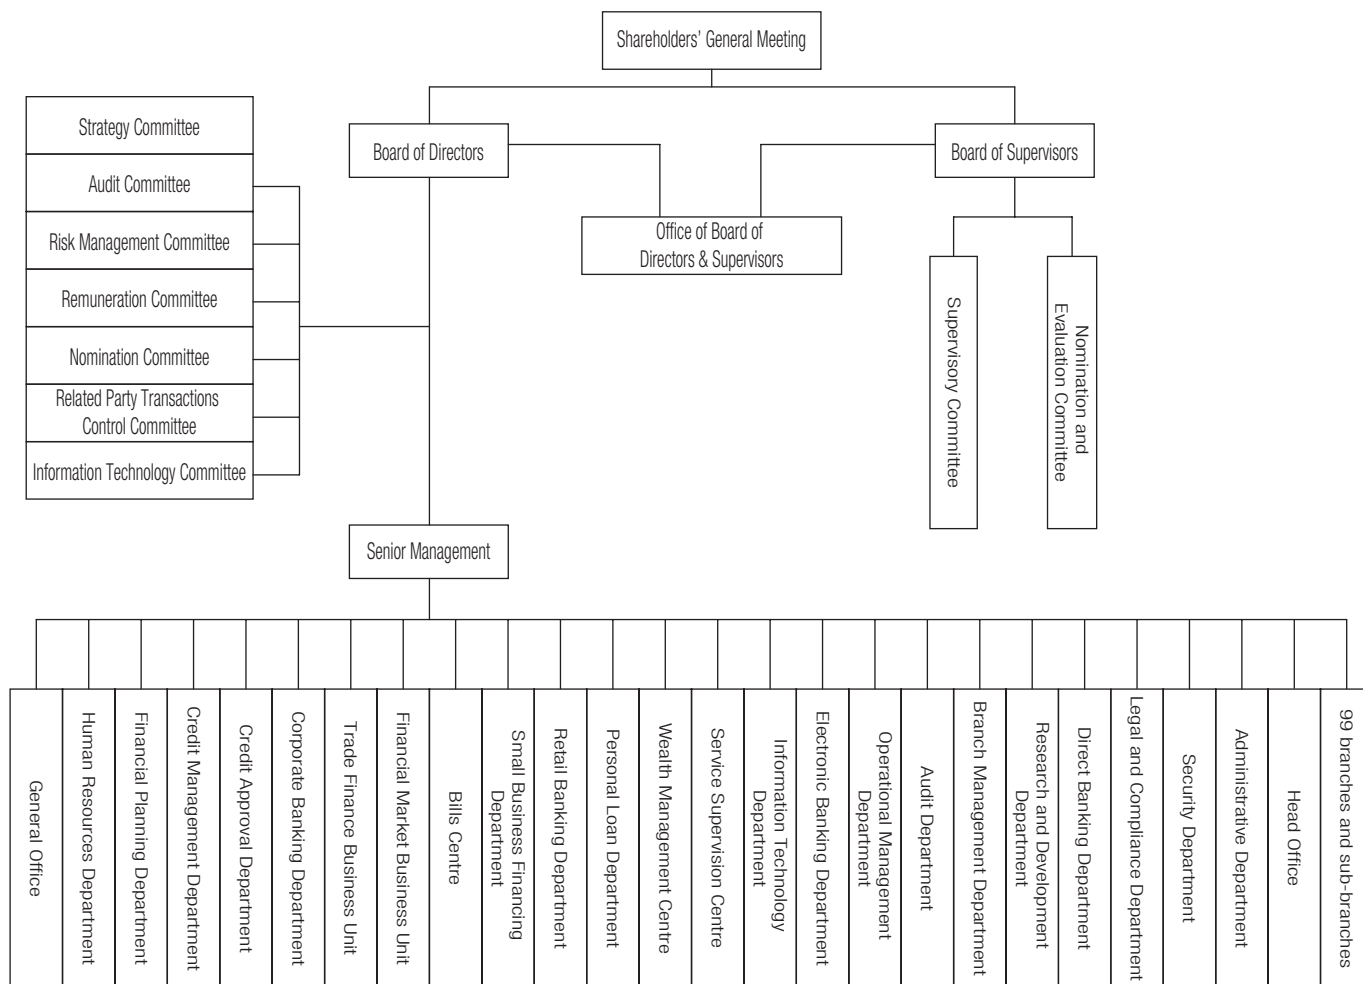 Shareholders' General Meeting
Strategy Committee
Audit Committee
Risk Management Committee
Remuneration Committee
Nomination Committee
Related Party Transactions
Control Committee
Information Technology Committee
Board of Directors
Board of Supervisors
Office of Board of
Directors & Supervisors
Supervisory Committee
Nomination and
Evaluation Committee
Senior Management
General Office
Human Resources Department
Financial Planning Department
Credit Management Department
Credit Approval Department
Corporate Banking Department
Trade Finance Business Unit
Financial Market Business Unit
Bills Centre
Small Business Financing
Department
Retail Banking Department
Personal Loan Department
Wealth Management Centre
Service Supervision Centre
Information Technology
Department
Electronic Banking Department
Operational Management
Department
Audit Department
Branch Management Department
Research and Development
Department
Direct Banking Department
Legal and Compliance Department
Security Department
Administrative Department
Head Office
99 branches and sub-branches